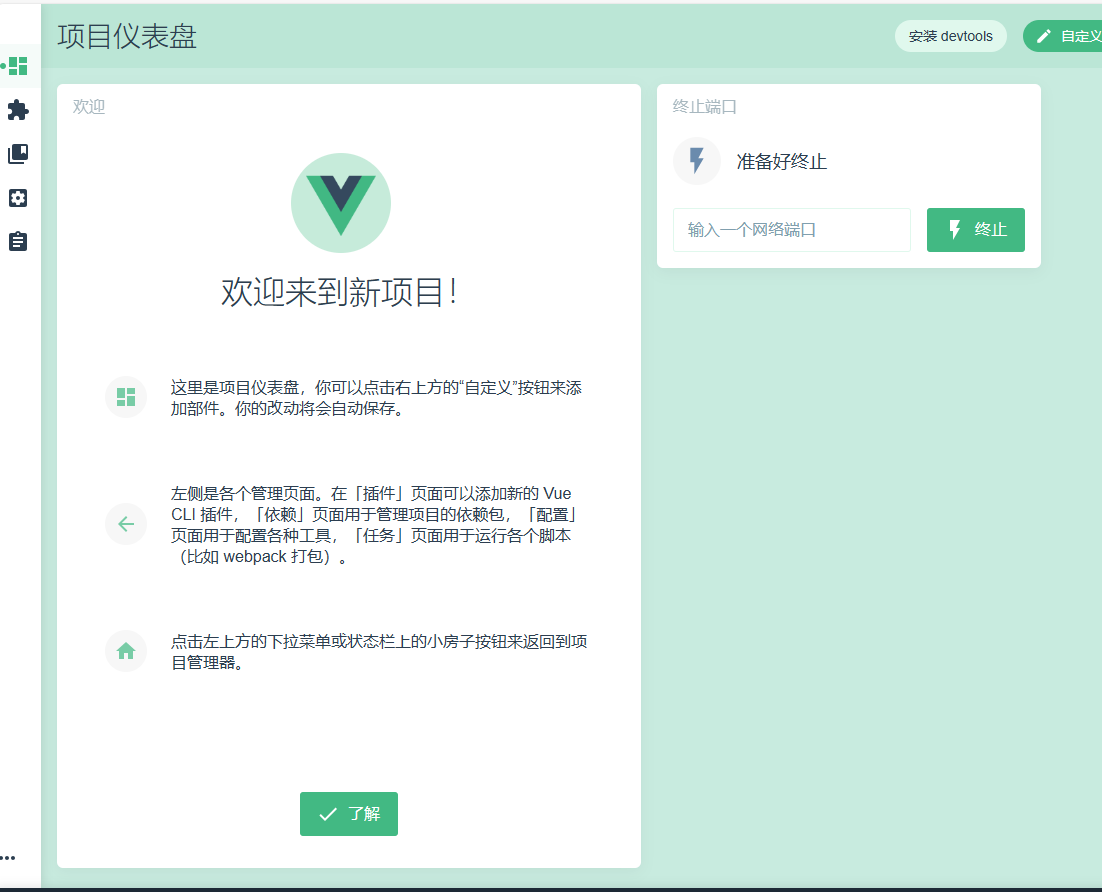 项目仪表盘
安装 devtools
自定义
欢迎
欢迎来到新项目！
这里是项目仪表盘，你可以点击右上方的“自定义”按钮来添
加部件。你的改动将会自动保存。
左侧是各个管理页面。在「插件」页面可以添加新的 Vue
CLI 插件，「依赖」页面用于管理项目的依赖包，「配置」
页面用于配置各种工具，「任务」页面用于运行各个脚本
（比如 webpack 打包）。
点击左上方的下拉菜单或状态栏上的小房子按钮来返回到项
目管理器。
了解
终止端口
准备好终止
输入一个网络端口
终止